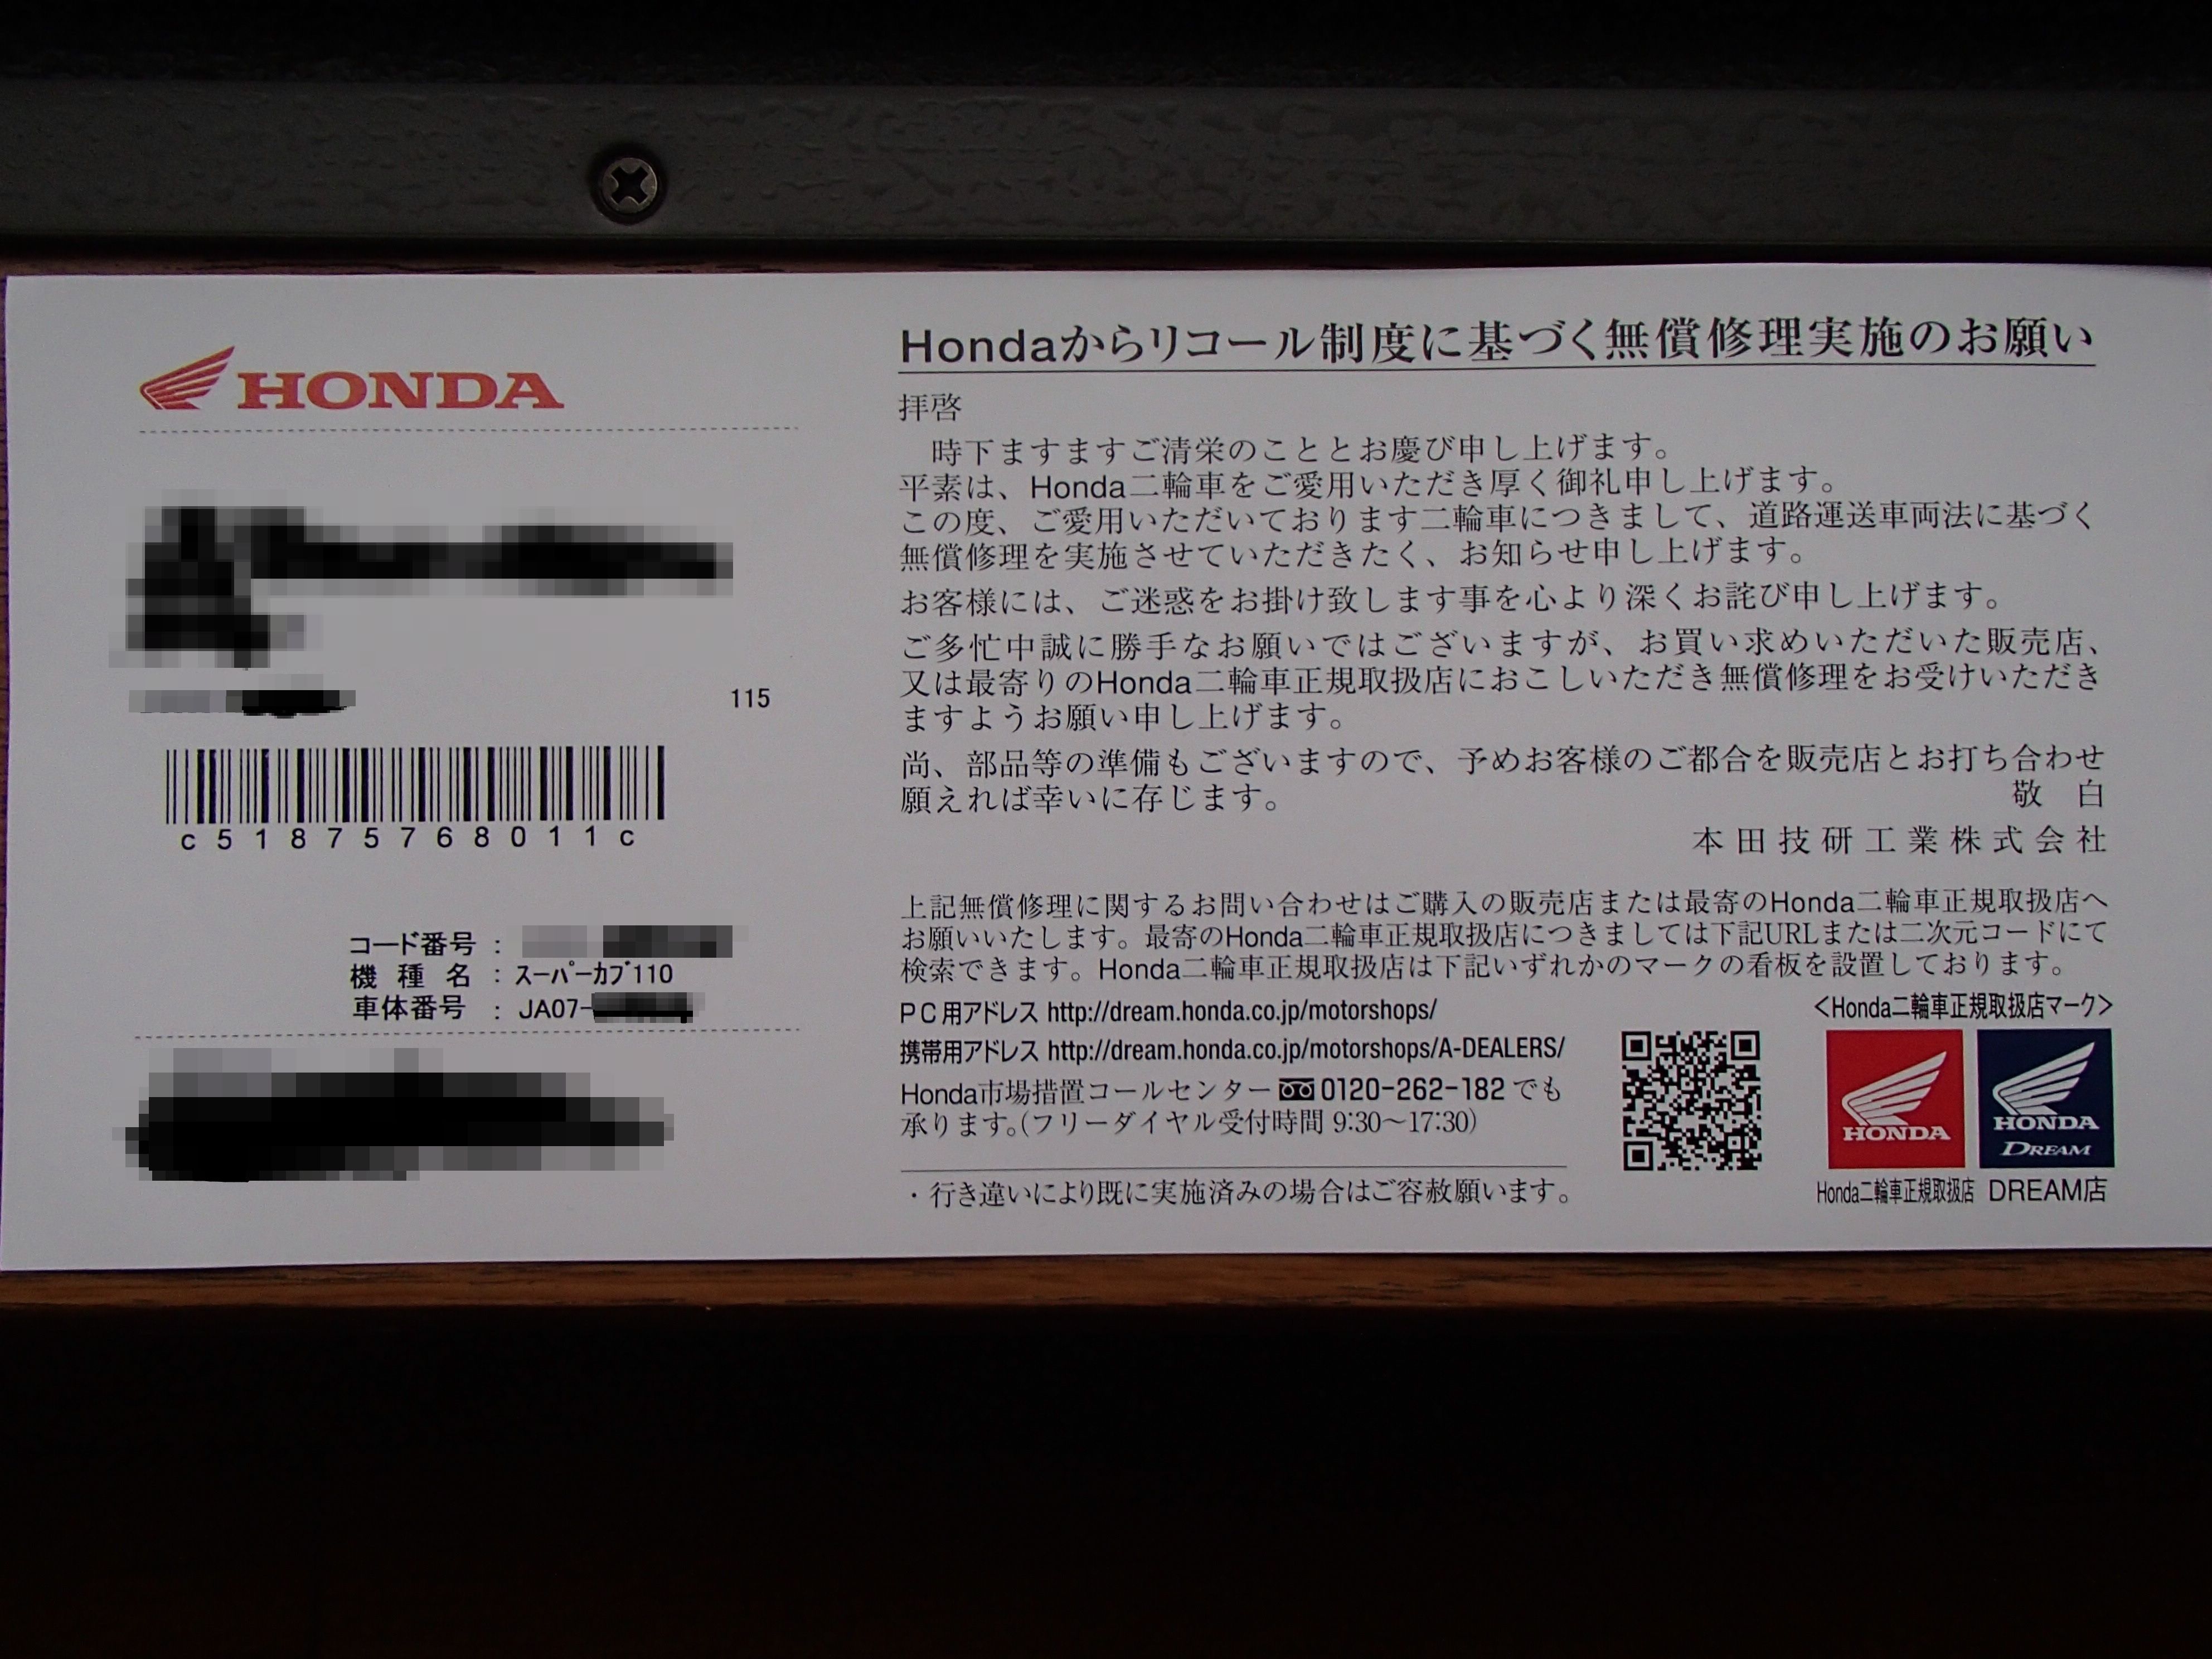 HONDA
115
c51875768011c
コード番号 :
機種名 : スーパーカブ110
車体番号 : JA07-
Hondaからリコール制度に基づく無償修理実施のお願い
拝啓
時下ますますご清栄のこととお慶び申し上げます。
平素は、Honda二輪車をご愛用いただき厚く御礼申し上げます。
この度、ご愛用いただいております二輪車につきまして、道路運送車両法に基づく
無償修理を実施させていただきたく、お知らせ申し上げます。
お客様には、ご迷惑をお掛け致します事を心より深くお詫び申し上げます。
ご多忙中誠に勝手なお願いではございますが、お買い求めいただいた販売店、
又は最寄りのHonda二輪車正規取扱店におこしいただき無償修理をお受けいただき
ますようお願い申し上げます。
尚、部品等の準備もございますので、予めお客様のご都合を販売店とお打ち合わせ
願えれば幸いに存じます。
敬 白
本田技研工業株式会社
上記無償修理に関するお問い合わせはご購入の販売店または最寄のHonda二輪車正規取扱店へ
お願いいたします。最寄のHonda二輪車正規取扱店につきましては下記URLまたは二次元コードにて
検索できます。Honda二輪車正規取扱店は下記いずれかのマークの看板を設置しております。
PC用アドレス http://dream.honda.co.jp/motorshops/
携帯用アドレス http://dream.honda.co.jp/motorshops/A-DEALERS/
Honda市場措置コールセンター 0120-262-182 でも
承ります。(フリーダイヤル受付時間 9:30〜17:30)
・行き違いにより既に実施済みの場合はご容赦願います。
<Honda二輪車正規取扱店マーク>
HONDA
HONDA
DREAM
Honda二輪車正規取扱店 DREAM店